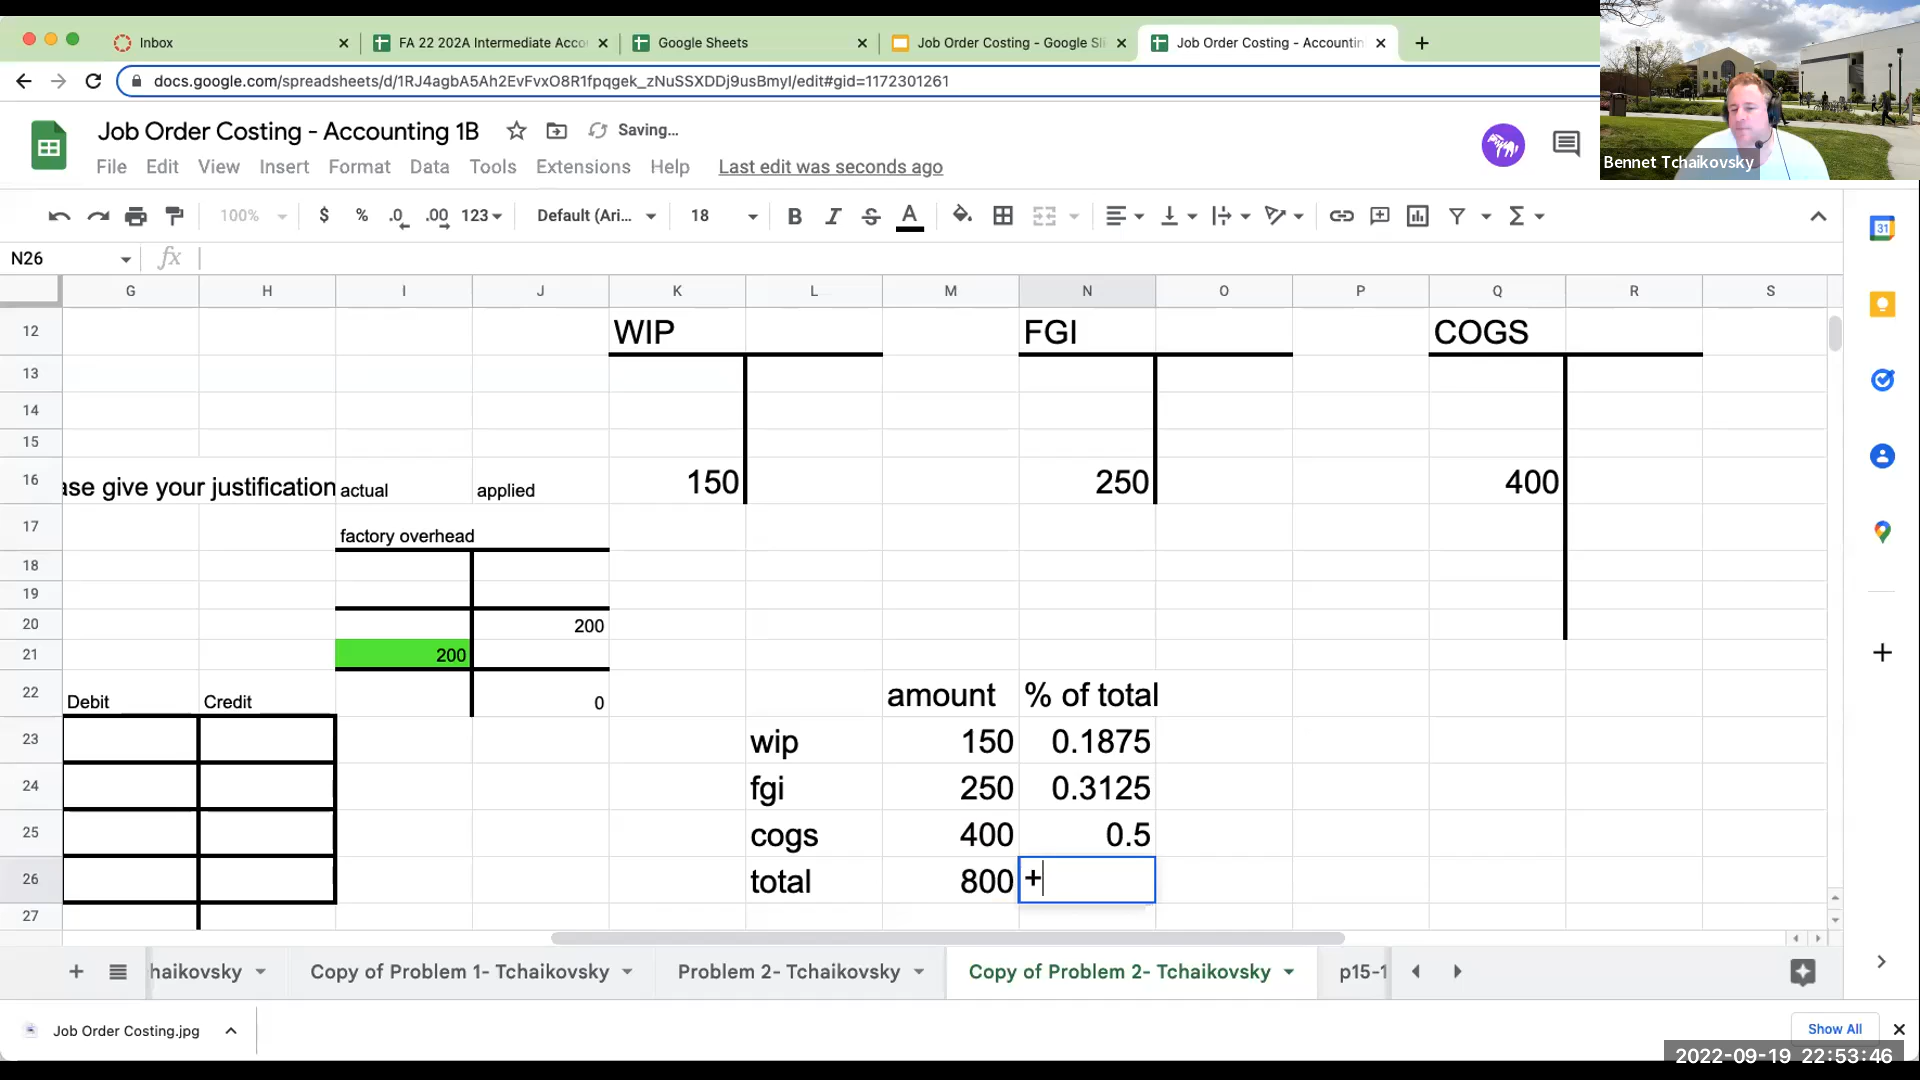 Inbox
FA 22 202A Intermediate Acco
Google Sheets
Job Order Costing - Google Sli
Job Order Costing - Accountin
docs.google.com/spreadsheets/d/1RJ4agbA5Ah2EvFvxO8R1fpqgek_zNuSSXDDj9usBmyI/edit#gid=1172301261
Job Order Costing - Accounting 1B
Saving...
File Edit View Insert Format Data Tools Extensions Help Last edit was seconds ago
Bennet Tchaikovsky
100% $ % .0 .00 123 Default (Ari... 18 B I S A Σ
31
N26 fx
G H I J K L M N O P Q R S
12 WIP FGI COGS
13
14
15
16 ase give your justification actual applied 150 250 400
17 factory overhead
18
19
20 200
21 200
22 Debit Credit 0 amount % of total
23 wip 150 0.1875
24 fgi 250 0.3125
25 cogs 400 0.5
26 total 800 +
27
haikovsky Copy of Problem 1- Tchaikovsky Problem 2- Tchaikovsky Copy of Problem 2- Tchaikovsky p15-1
Job Order Costing.jpg
Show All
2022-09-19 22:53:46